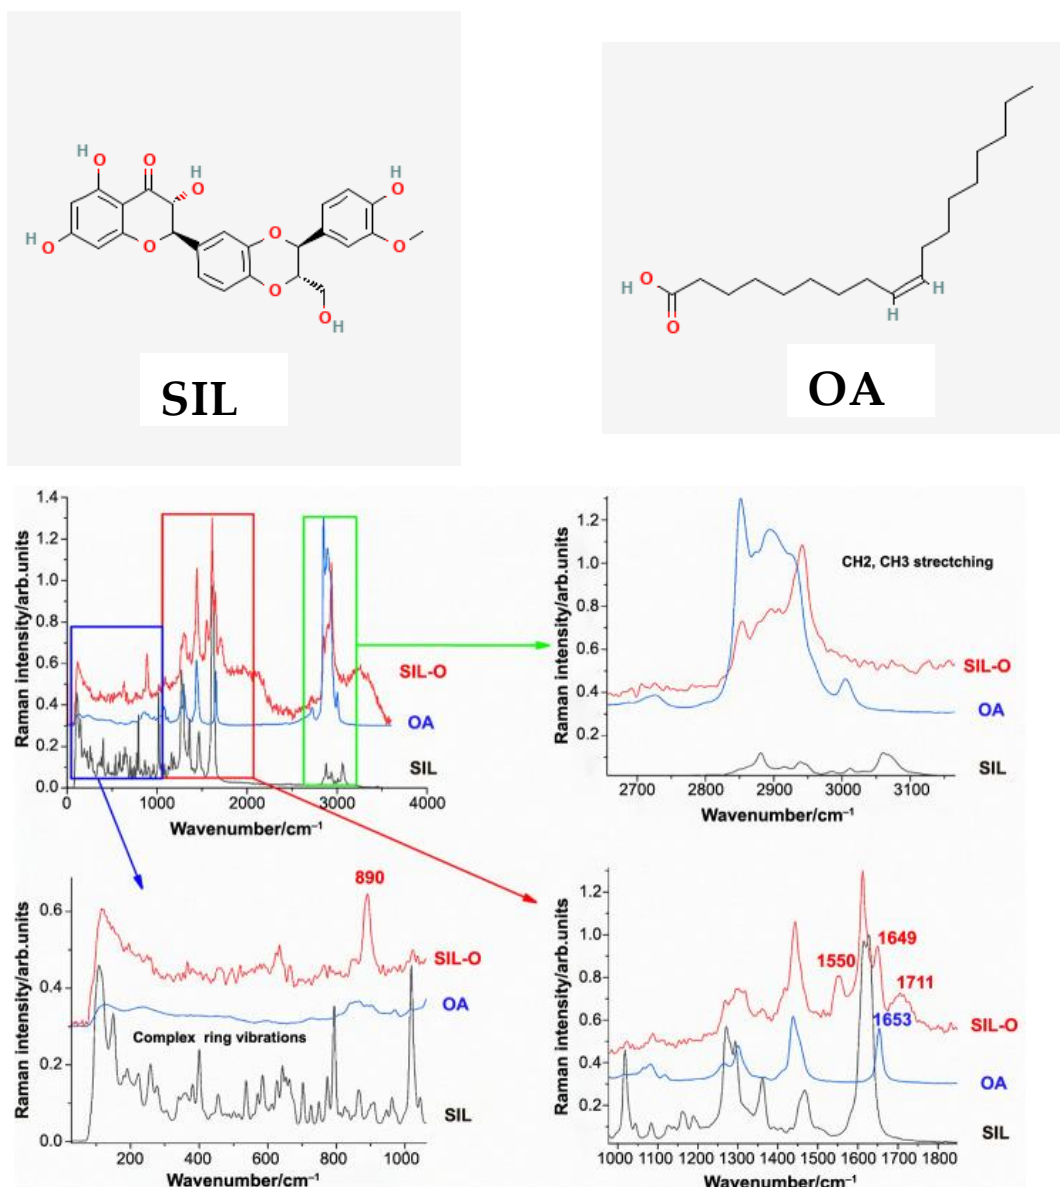 H
O
O
H
O
H
O
O
H
O
O
O
O
H
O
H
SIL
H
O
O
H
H
OA
1.4
1.2
1.0
0.8
0.6
0.4
0.2
0.0
Raman intensity/arb.units
SIL-O
OA
SIL
0
1000
2000
3000
4000
Wavenumber/cm⁻¹
1.2
1.0
0.8
0.6
0.4
0.2
Raman intensity/arb.units
CH2, CH3 strectching
SIL-O
OA
SIL
2700
2800
2900
3000
3100
Wavenumber/cm⁻¹
0.6
0.4
0.2
0.0
Raman intensity/arb.units
890
SIL-O
OA
Complex ring vibrations
SIL
200
400
600
800
1000
Wavenumber/cm⁻¹
1.2
1.0
0.8
0.6
0.4
0.2
Raman intensity/arb.units
1550
1649
1711
1653
SIL-O
OA
SIL
1000 1100 1200 1300 1400 1500 1600 1700 1800
Wavenumber/cm⁻¹